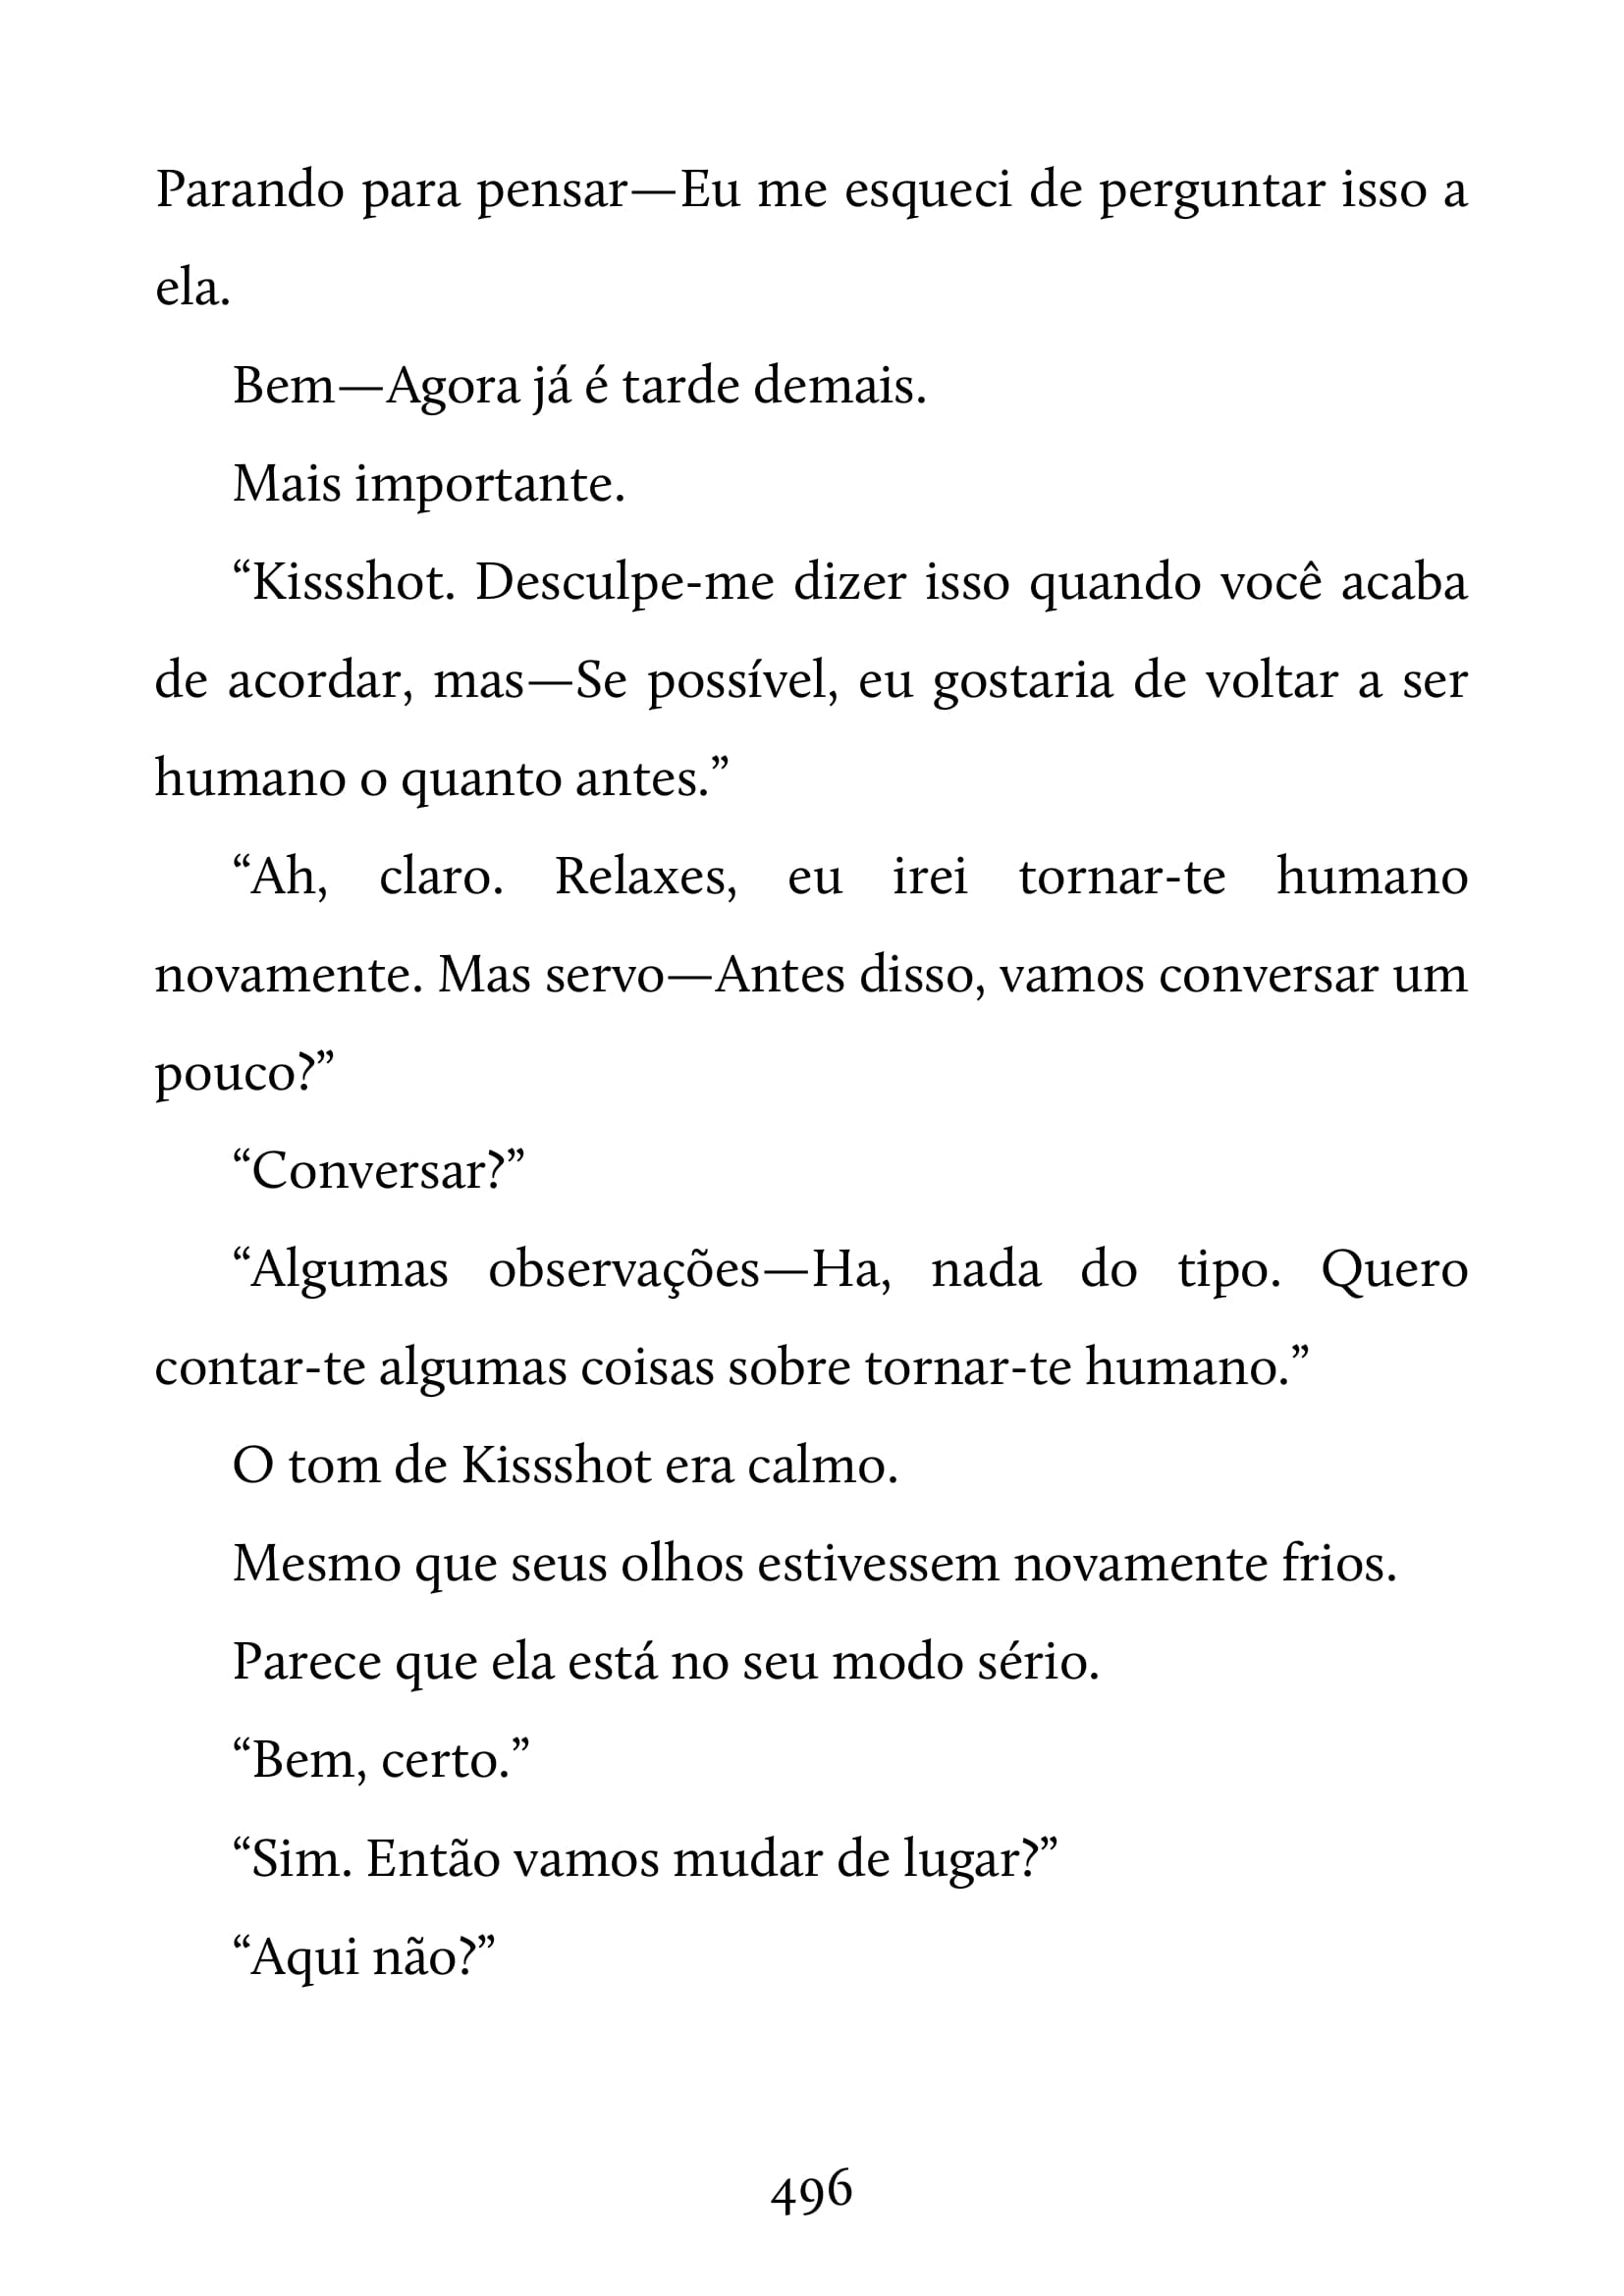 Parando para pensar—Eu me esqueci de perguntar isso a
ela.
Bem—Agora já é tarde demais.
Mais importante.
“Kissshot. Desculpe-me dizer isso quando você acaba
de acordar, mas—Se possível, eu gostaria de voltar a ser
humano o quanto antes.”
“Ah, claro. Relaxes, eu irei tornar-te humano
novamente. Mas servo—Antes disso, vamos conversar um
pouco?”
“Conversar?”
“Algumas observações—Ha, nada do tipo. Quero
contar-te algumas coisas sobre tornar-te humano.”
O tom de Kissshot era calmo.
Mesmo que seus olhos estivessem novamente frios.
Parece que ela está no seu modo sério.
“Bem, certo.”
“Sim. Então vamos mudar de lugar?”
“Aqui não?”
496